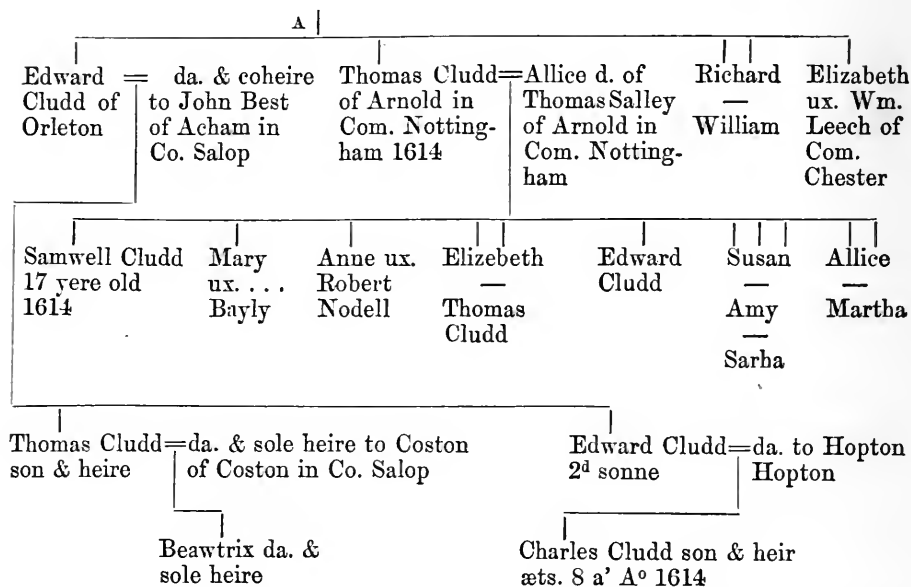 A
Edward
Cludd of
Orleton
=
da. & coheire
to John Best
of Acham in
Co. Salop
Thomas Cludd=
of Arnold in
Com. Notting-
ham 1614
Allice d. of
Thomas Salley
of Arnold in
Com. Notting-
ham
Richard
—
William
Elizabeth
ux. Wm.
Leech of
Com.
Chester
Samwell Cludd
17 yere old
1614
Mary
ux. . . .
Bayly
Anne ux.
Robert
Nodell
Elizebeth
—
Thomas
Cludd
Edward
Cludd
Susan
—
Amy
—
Sarha
Allice
—
Martha
Thomas Cludd=da. & sole heire to Coston
son & heire of Coston in Co. Salop
Edward Cludd=da. to Hopton
2d sonne Hopton
Beawtrix da. &
sole heire
Charles Cludd son & heir
æts. 8 a' Aº 1614